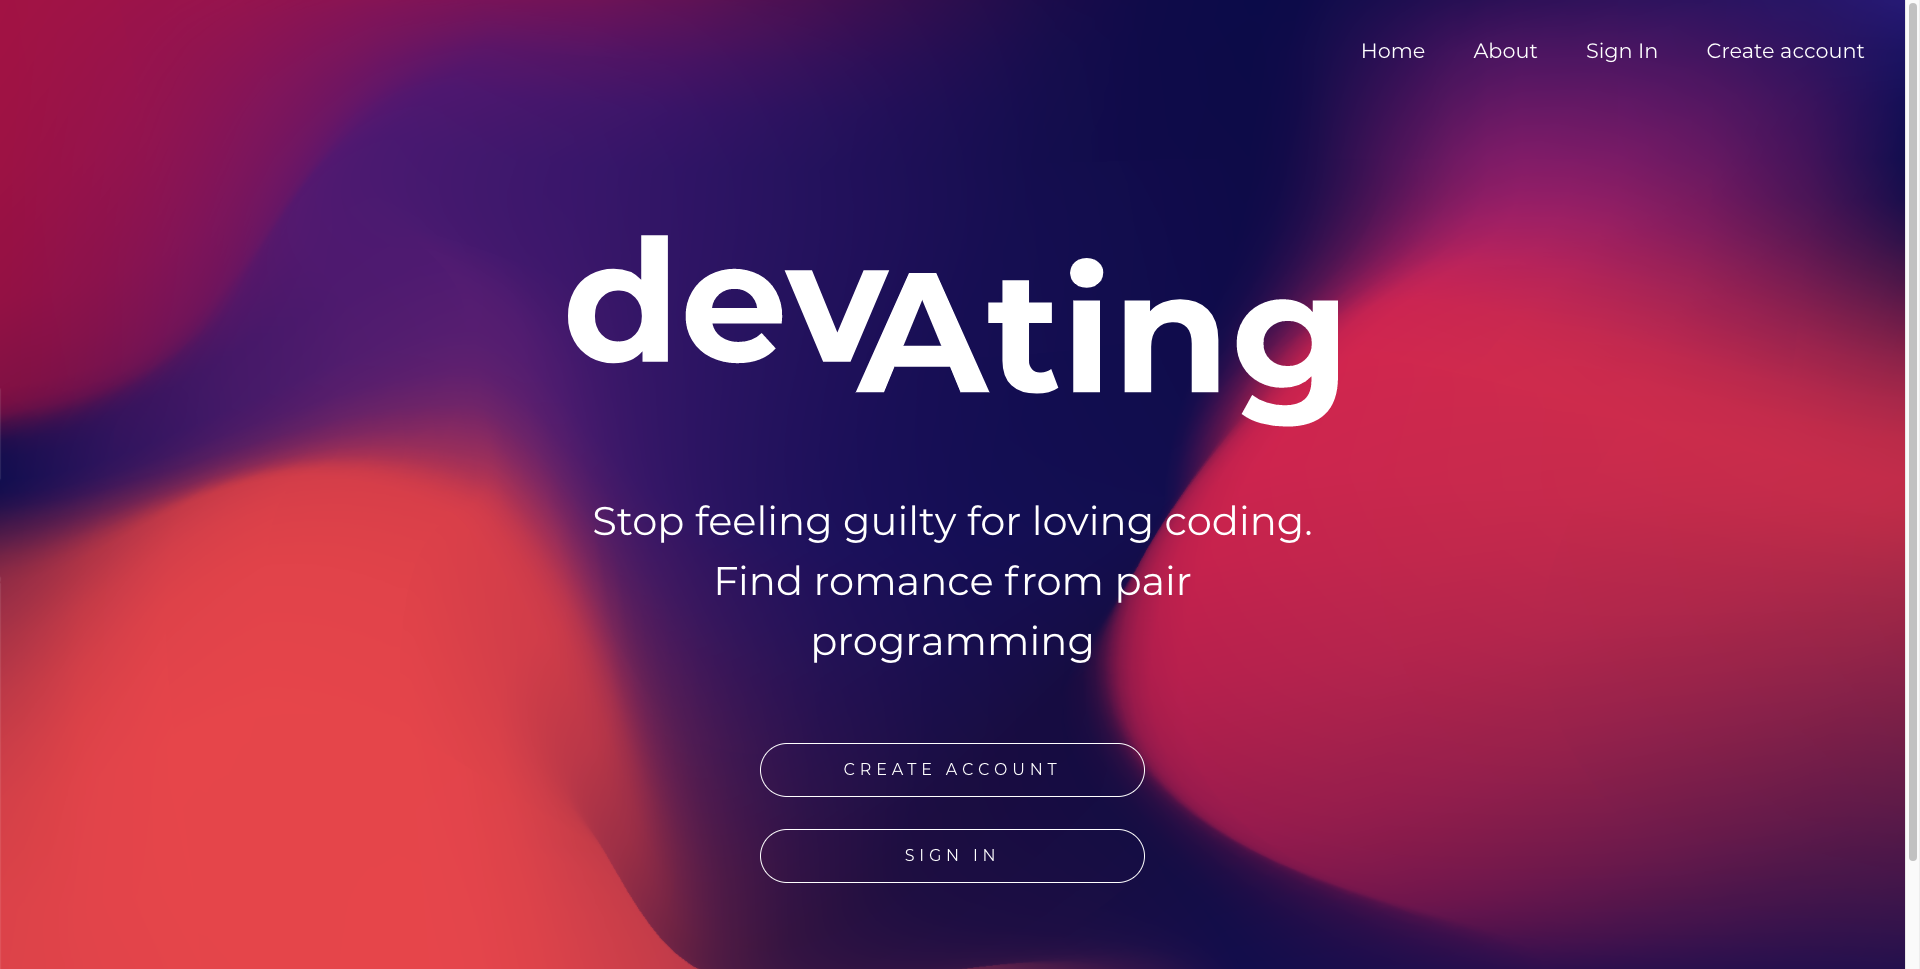 Home About Sign In Create account
devAting
Stop feeling guilty for loving coding.
Find romance from pair
programming
CREATE ACCOUNT
SIGN IN